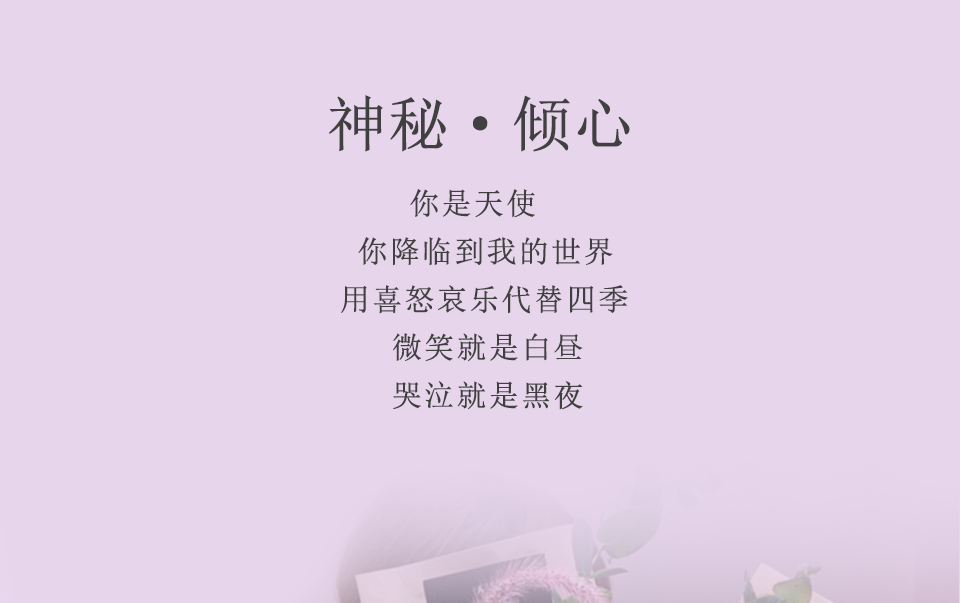 神秘·倾心
你是天使
你降临到我的世界
用喜怒哀乐代替四季
微笑就是白昼
哭泣就是黑夜